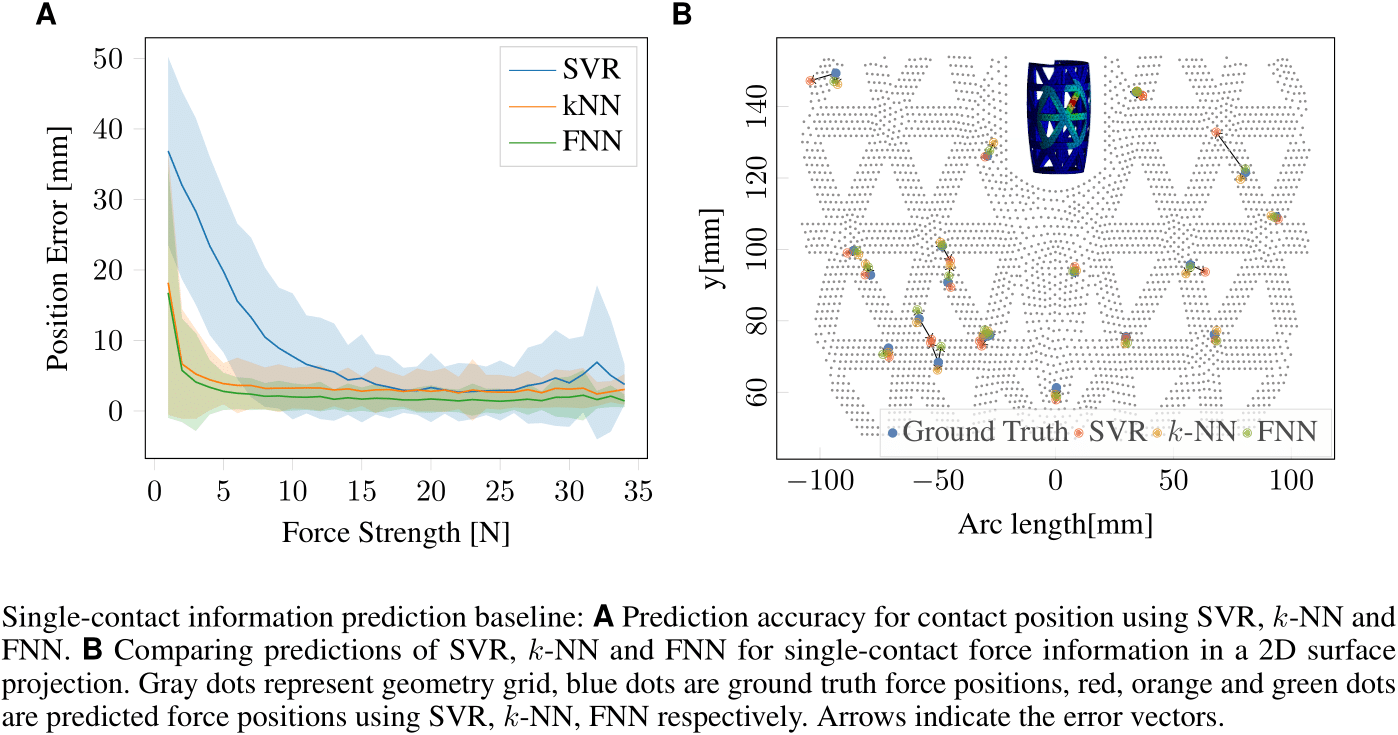 A
B
50
40
30
20
10
0
Position Error [mm]
SVR
kNN
FNN
0 5 10 15 20 25 30 35
Force Strength [N]
140
120
100
80
60
y[mm]
Ground Truth SVR k-NN FNN
−100 −50 0 50 100
Arc length[mm]
Single-contact information prediction baseline: A Prediction accuracy for contact position using SVR, k-NN and
FNN. B Comparing predictions of SVR, k-NN and FNN for single-contact force information in a 2D surface
projection. Gray dots represent geometry grid, blue dots are ground truth force positions, red, orange and green dots
are predicted force positions using SVR, k-NN, FNN respectively. Arrows indicate the error vectors.